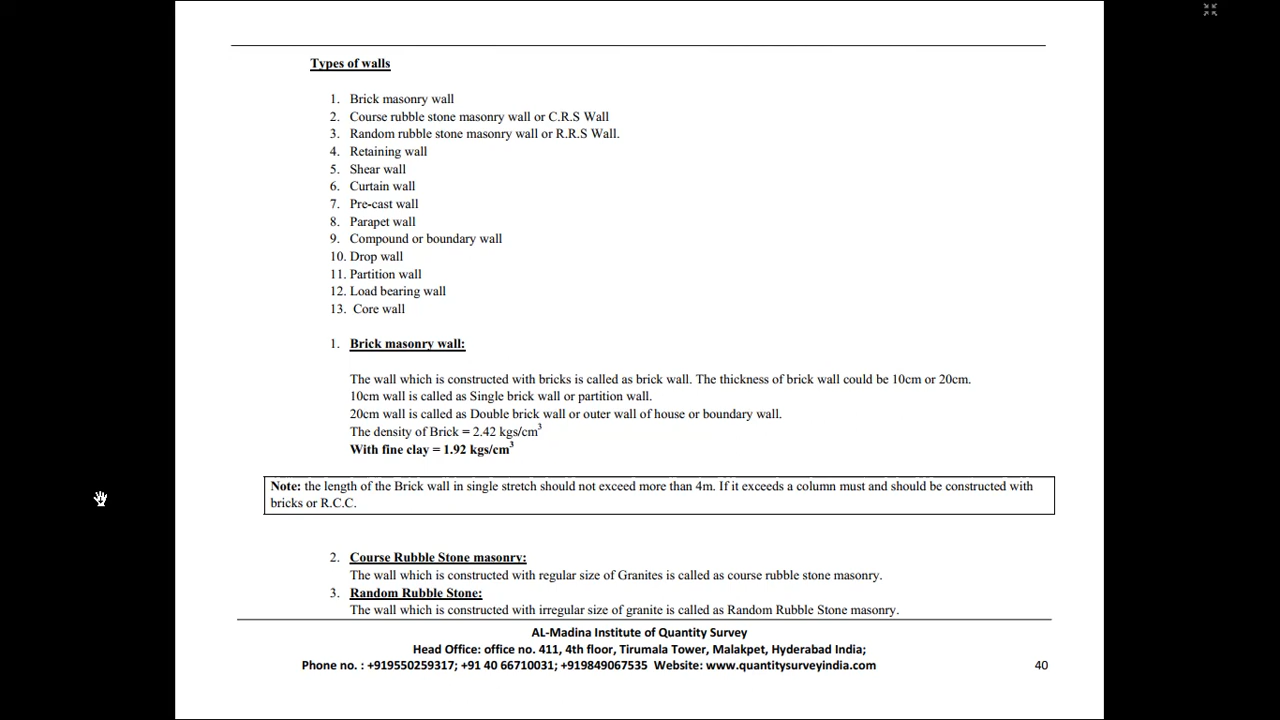 Types of walls
1. Brick masonry wall
2. Course rubble stone masonry wall or C.R.S Wall
3. Random rubble stone masonry wall or R.R.S Wall.
4. Retaining wall
5. Shear wall
6. Curtain wall
7. Pre-cast wall
8. Parapet wall
9. Compound or boundary wall
10. Drop wall
11. Partition wall
12. Load bearing wall
13. Core wall
1. Brick masonry wall:
The wall which is constructed with bricks is called as brick wall. The thickness of brick wall could be 10cm or 20cm.
10cm wall is called as Single brick wall or partition wall.
20cm wall is called as Double brick wall or outer wall of house or boundary wall.
The density of Brick = 2.42 kgs/cm³
With fine clay = 1.92 kgs/cm³
Note: the length of the Brick wall in single stretch should not exceed more than 4m. If it exceeds a column must and should be constructed with
bricks or R.C.C.
2. Course Rubble Stone masonry:
The wall which is constructed with regular size of Granites is called as course rubble stone masonry.
3. Random Rubble Stone:
The wall which is constructed with irregular size of granite is called as Random Rubble Stone masonry.
AL-Madina Institute of Quantity Survey
Head Office: office no. 411, 4th floor, Tirumala Tower, Malakpet, Hyderabad India;
Phone no. : +919550259317; +91 40 66710031; +919849067535 Website: www.quantitysurveyindia.com 40